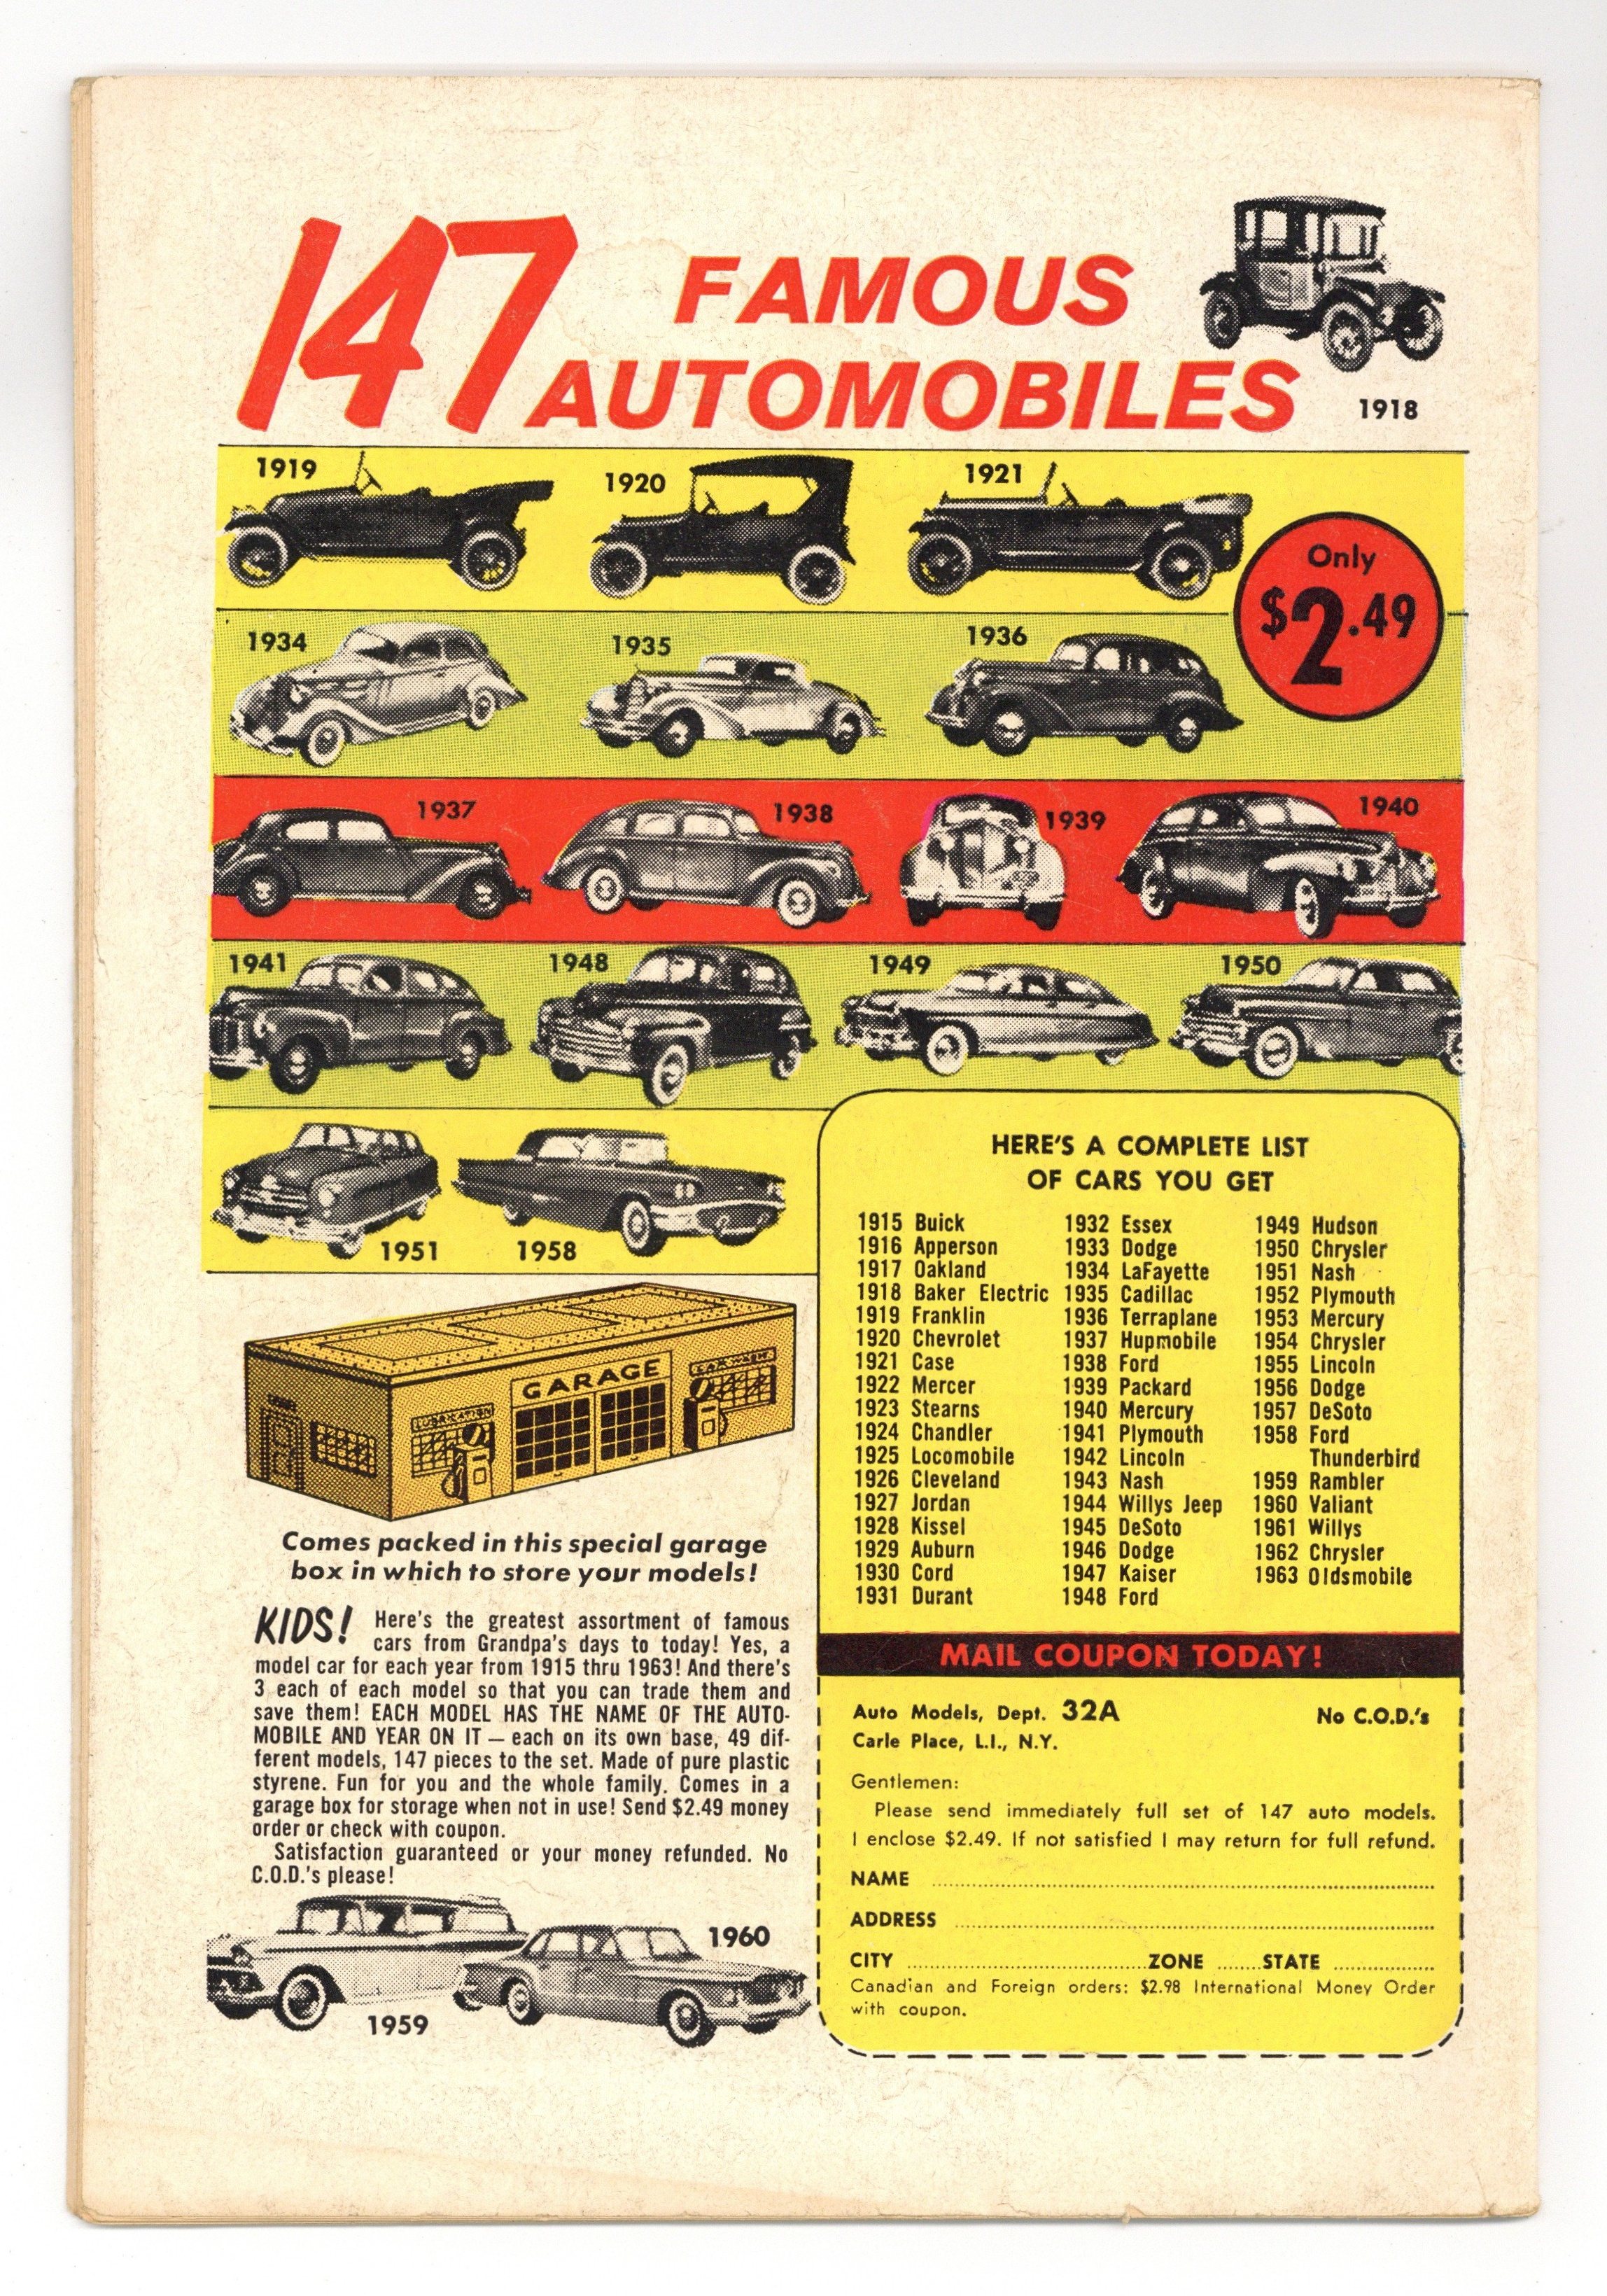 147 FAMOUS
AUTOMOBILES
1918
1919
1920
1921
Only
$2.49
1934
1935
1936
1937
1938
1939
1940
1941
1948
1949
1950
1951
1958
GARAGE
LUBRICATION
CAR WASH
Comes packed in this special garage
box in which to store your models!
KIDS! Here's the greatest assortment of famous
cars from Grandpa's days to today! Yes, a
model car for each year from 1915 thru 1963! And there's
3 each of each model so that you can trade them and
save them! EACH MODEL HAS THE NAME OF THE AUTO-
MOBILE AND YEAR ON IT — each on its own base, 49 dif-
ferent models, 147 pieces to the set. Made of pure plastic
styrene. Fun for you and the whole family. Comes in a
garage box for storage when not in use! Send $2.49 money
order or check with coupon.
Satisfaction guaranteed or your money refunded. No
C.O.D.'s please!
1959
1960
HERE'S A COMPLETE LIST
OF CARS YOU GET
1915 Buick
1916 Apperson
1917 Oakland
1918 Baker Electric
1919 Franklin
1920 Chevrolet
1921 Case
1922 Mercer
1923 Stearns
1924 Chandler
1925 Locomobile
1926 Cleveland
1927 Jordan
1928 Kissel
1929 Auburn
1930 Cord
1931 Durant
1932 Essex
1933 Dodge
1934 LaFayette
1935 Cadillac
1936 Terraplane
1937 Hupmobile
1938 Ford
1939 Packard
1940 Mercury
1941 Plymouth
1942 Lincoln
1943 Nash
1944 Willys Jeep
1945 DeSoto
1946 Dodge
1947 Kaiser
1948 Ford
1949 Hudson
1950 Chrysler
1951 Nash
1952 Plymouth
1953 Mercury
1954 Chrysler
1955 Lincoln
1956 Dodge
1957 DeSoto
1958 Ford
Thunderbird
1959 Rambler
1960 Valiant
1961 Willys
1962 Chrysler
1963 Oldsmobile
MAIL COUPON TODAY!
Auto Models, Dept. 32A No C.O.D.'s
Carle Place, L.I., N.Y.
Gentlemen:
Please send immediately full set of 147 auto models.
I enclose $2.49. If not satisfied I may return for full refund.
NAME
ADDRESS
CITY ZONE STATE
Canadian and Foreign orders: $2.98 International Money Order
with coupon.